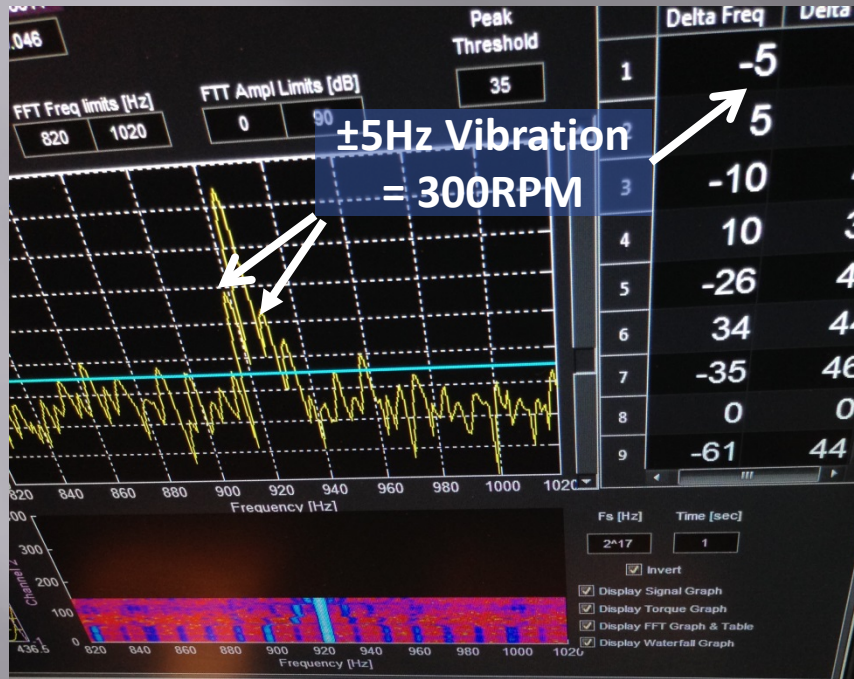 .046
FFT Freq limits [Hz]
820 1020
FTT Ampl Limits [dB]
0 90
Peak
Threshold
35
±5Hz Vibration
= 300RPM
Delta Freq Delta
1 -5
2 5
3 -10
4 10
5 -26
6 34
7 -35 46
8 0 0
9 -61 44
820 840 860 880 900 920 940 960 980 1000 1020
Frequency [Hz]
300
200
100
0
Channel 2
436.5
820 840 860 880 900 920 940 960 980 1000 1020
Frequency [Hz]
Fs [Hz] Time [sec]
2^17 1
Invert
Display Signal Graph
Display Torque Graph
Display FFT Graph & Table
Display Waterfall Graph